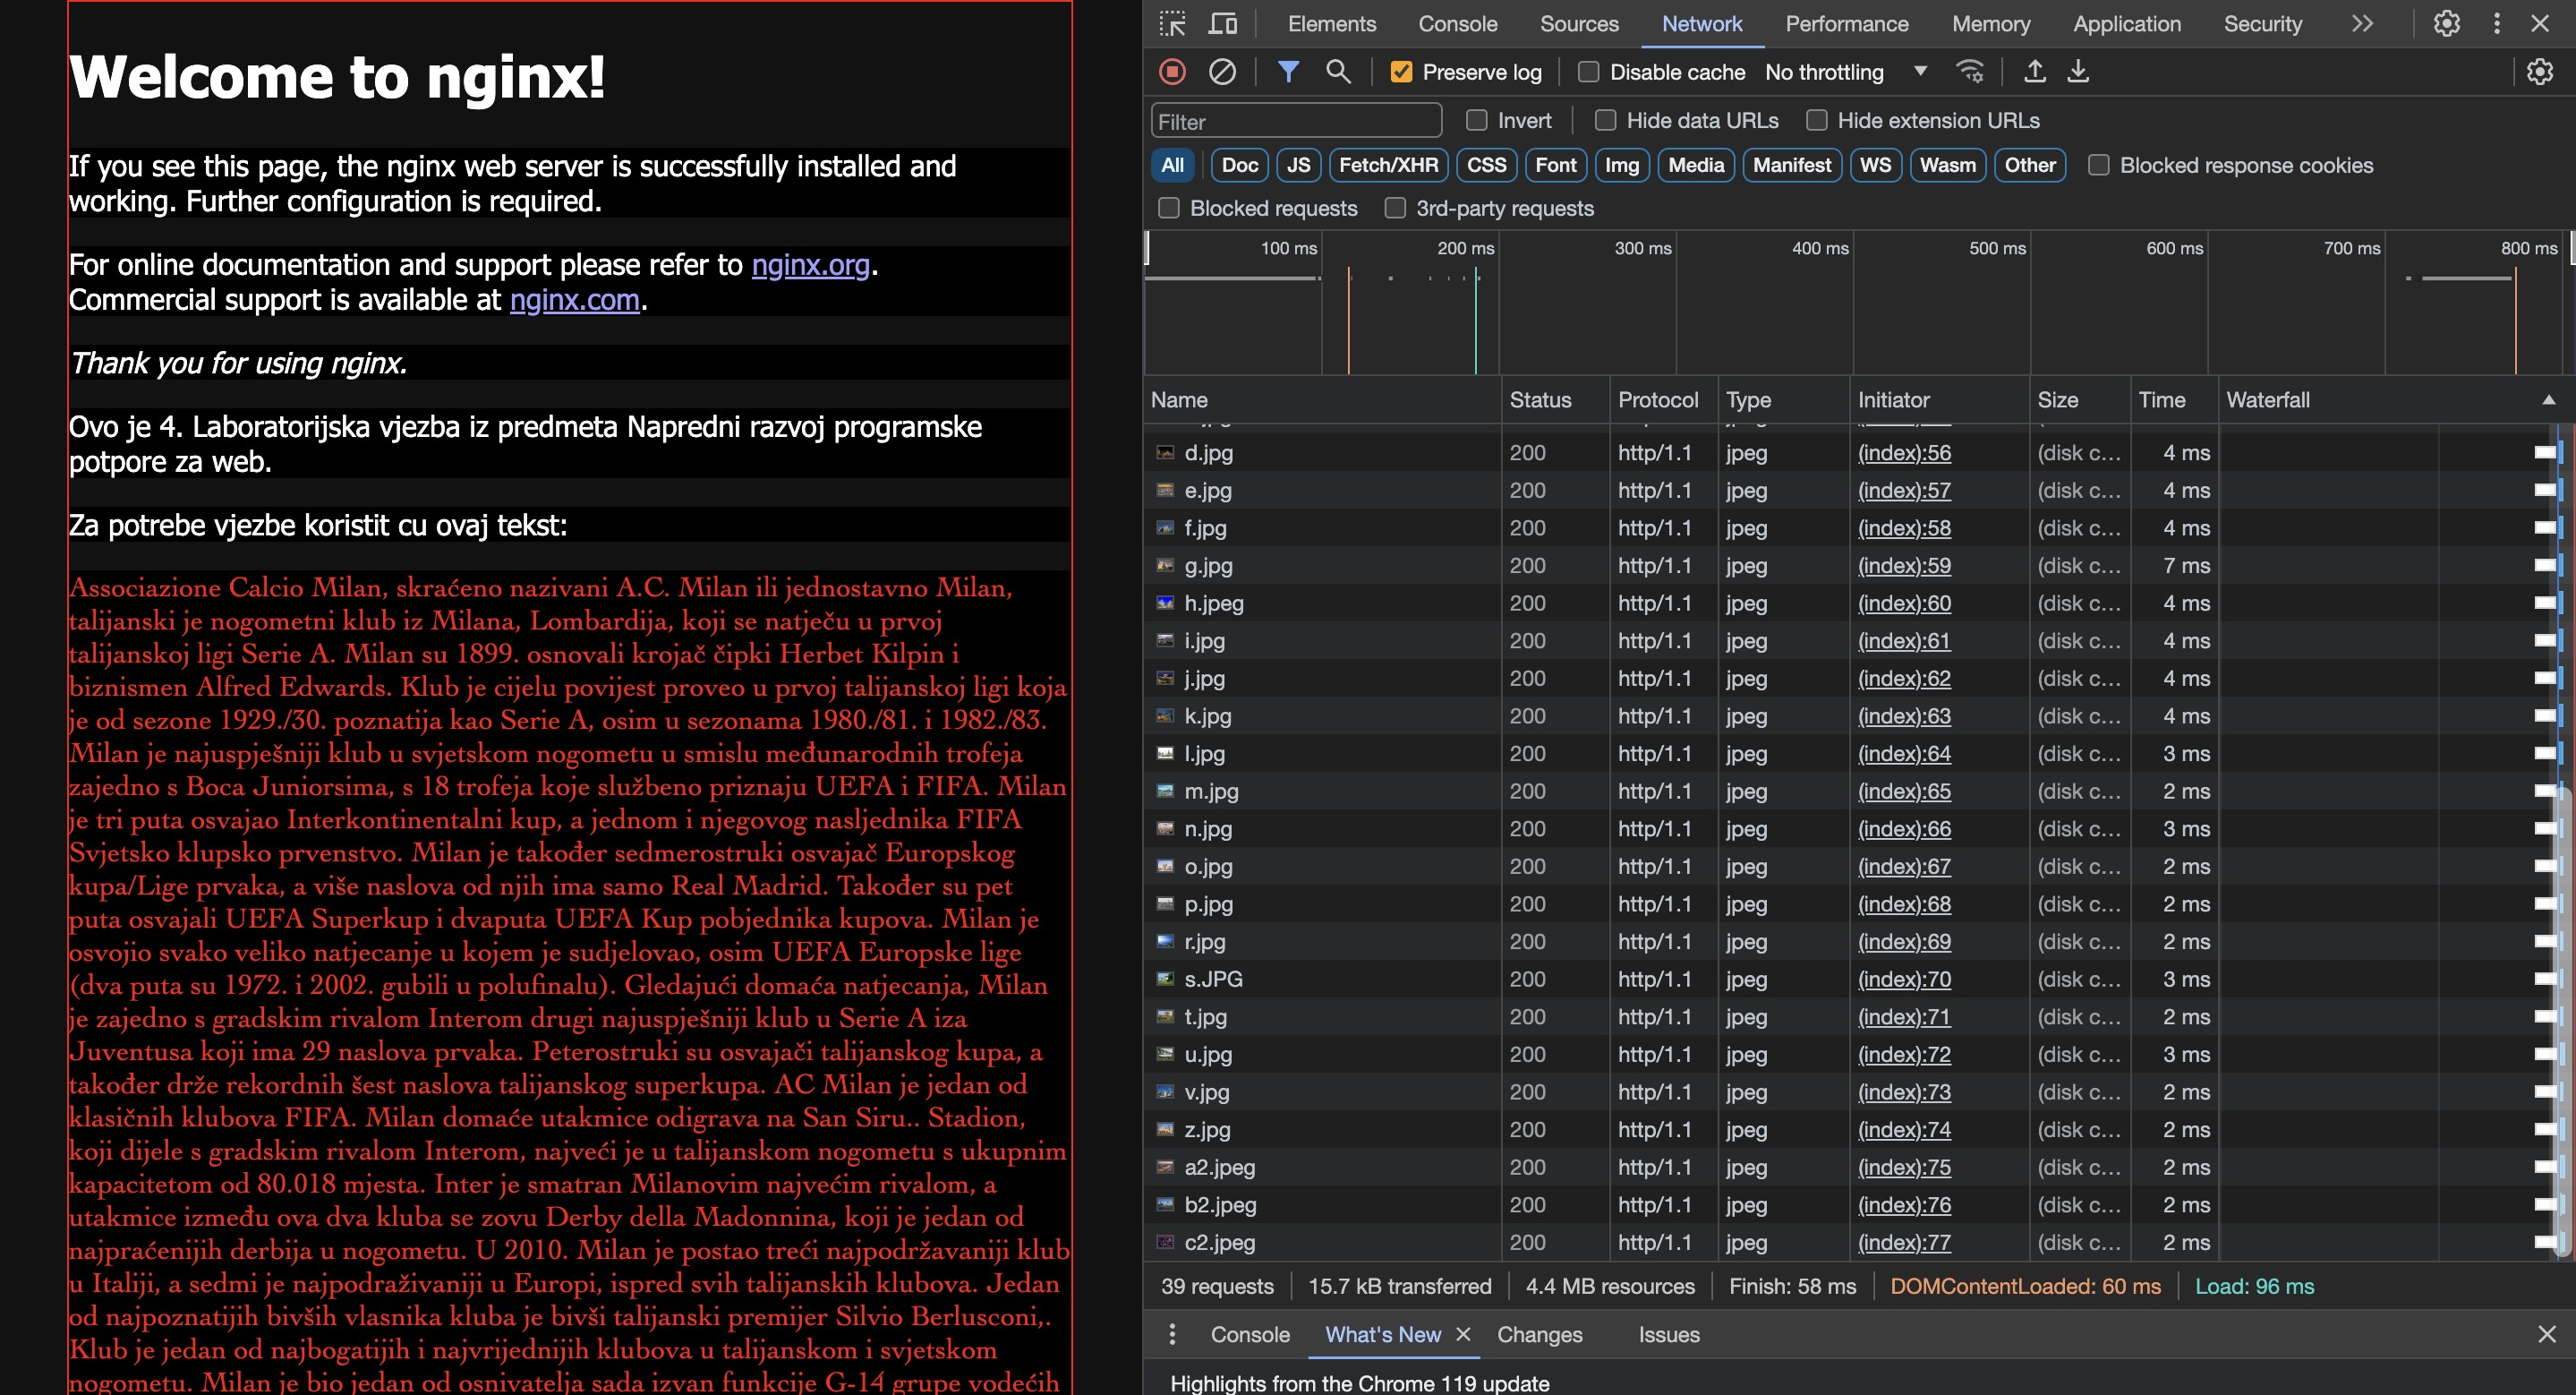 Welcome to nginx!
If you see this page, the nginx web server is successfully installed and
working. Further configuration is required.
For online documentation and support please refer to nginx.org.
Commercial support is available at nginx.com.
Thank you for using nginx.
Ovo je 4. Laboratorijska vjezba iz predmeta Napredni razvoj programske
potpore za web.
Za potrebe vjezbe koristit cu ovaj tekst:
Associazione Calcio Milan, skraćeno nazivani A.C. Milan ili jednostavno Milan,
talijanski je nogometni klub iz Milana, Lombardija, koji se natječu u prvoj
talijanskoj ligi Serie A. Milan su 1899. osnovali krojač čipki Herbet Kilpin i
biznismen Alfred Edwards. Klub je cijelu povijest proveo u prvoj talijanskoj ligi koja
je od sezone 1929./30. poznatija kao Serie A, osim u sezonama 1980./81. i 1982./83.
Milan je najuspješniji klub u svjetskom nogometu u smislu međunarodnih trofeja
zajedno s Boca Juniorsima, s 18 trofeja koje službeno priznaju UEFA i FIFA. Milan
je tri puta osvajao Interkontinentalni kup, a jednom i njegovog nasljednika FIFA
Svjetsko klupsko prvenstvo. Milan je također sedmerostruki osvajač Europskog
kupa/Lige prvaka, a više naslova od njih ima samo Real Madrid. Također su pet
puta osvajali UEFA Superkup i dvaputa UEFA Kup pobjednika kupova. Milan je
osvojio svako veliko natjecanje u kojem je sudjelovao, osim UEFA Europske lige
(dva puta su 1972. i 2002. gubili u polufinalu). Gledajući domaća natjecanja, Milan
je zajedno s gradskim rivalom Interom drugi najuspješniji klub u Serie A iza
Juventusa koji ima 29 naslova prvaka. Peterostruki su osvajači talijanskog kupa, a
također drže rekordnih šest naslova talijanskog superkupa. AC Milan je jedan od
klasičnih klubova FIFA. Milan domaće utakmice odigrava na San Siru.. Stadion,
koji dijele s gradskim rivalom Interom, najveći je u talijanskom nogometu s ukupnim
kapacitetom od 80.018 mjesta. Inter je smatran Milanovim najvećim rivalom, a
utakmice između ova dva kluba se zovu Derby della Madonnina, koji je jedan od
najpraćenijih derbija u nogometu. U 2010. Milan je postao treći najpodržavaniji klub
u Italiji, a sedmi je najpodraživaniji u Europi, ispred svih talijanskih klubova. Jedan
od najpoznatijih bivših vlasnika kluba je bivši talijanski premijer Silvio Berlusconi,.
Klub je jedan od najbogatijih i najvrijednijih klubova u talijanskom i svjetskom
nogometu. Milan je bio jedan od osnivatelja sada izvan funkcije G-14 grupe vodećih
Elements Console Sources Network Performance Memory Application Security
Preserve log Disable cache No throttling
Filter Invert Hide data URLs Hide extension URLs
All Doc JS Fetch/XHR CSS Font Img Media Manifest WS Wasm Other Blocked response cookies
Blocked requests 3rd-party requests
100 ms 200 ms 300 ms 400 ms 500 ms 600 ms 700 ms 800 ms
Name Status Protocol Type Initiator Size Time Waterfall
d.jpg 200 http/1.1 jpeg (index):56 (disk c... 4 ms
e.jpg 200 http/1.1 jpeg (index):57 (disk c... 4 ms
f.jpg 200 http/1.1 jpeg (index):58 (disk c... 4 ms
g.jpg 200 http/1.1 jpeg (index):59 (disk c... 7 ms
h.jpeg 200 http/1.1 jpeg (index):60 (disk c... 4 ms
i.jpg 200 http/1.1 jpeg (index):61 (disk c... 4 ms
j.jpg 200 http/1.1 jpeg (index):62 (disk c... 4 ms
k.jpg 200 http/1.1 jpeg (index):63 (disk c... 4 ms
l.jpg 200 http/1.1 jpeg (index):64 (disk c... 3 ms
m.jpg 200 http/1.1 jpeg (index):65 (disk c... 2 ms
n.jpg 200 http/1.1 jpeg (index):66 (disk c... 3 ms
o.jpg 200 http/1.1 jpeg (index):67 (disk c... 2 ms
p.jpg 200 http/1.1 jpeg (index):68 (disk c... 2 ms
r.jpg 200 http/1.1 jpeg (index):69 (disk c... 2 ms
s.JPG 200 http/1.1 jpeg (index):70 (disk c... 3 ms
t.jpg 200 http/1.1 jpeg (index):71 (disk c... 2 ms
u.jpg 200 http/1.1 jpeg (index):72 (disk c... 3 ms
v.jpg 200 http/1.1 jpeg (index):73 (disk c... 2 ms
z.jpg 200 http/1.1 jpeg (index):74 (disk c... 2 ms
a2.jpeg 200 http/1.1 jpeg (index):75 (disk c... 2 ms
b2.jpeg 200 http/1.1 jpeg (index):76 (disk c... 2 ms
c2.jpeg 200 http/1.1 jpeg (index):77 (disk c... 2 ms
39 requests 15.7 kB transferred 4.4 MB resources Finish: 58 ms DOMContentLoaded: 60 ms Load: 96 ms
Console What's New Changes Issues
Highlights from the Chrome 119 update